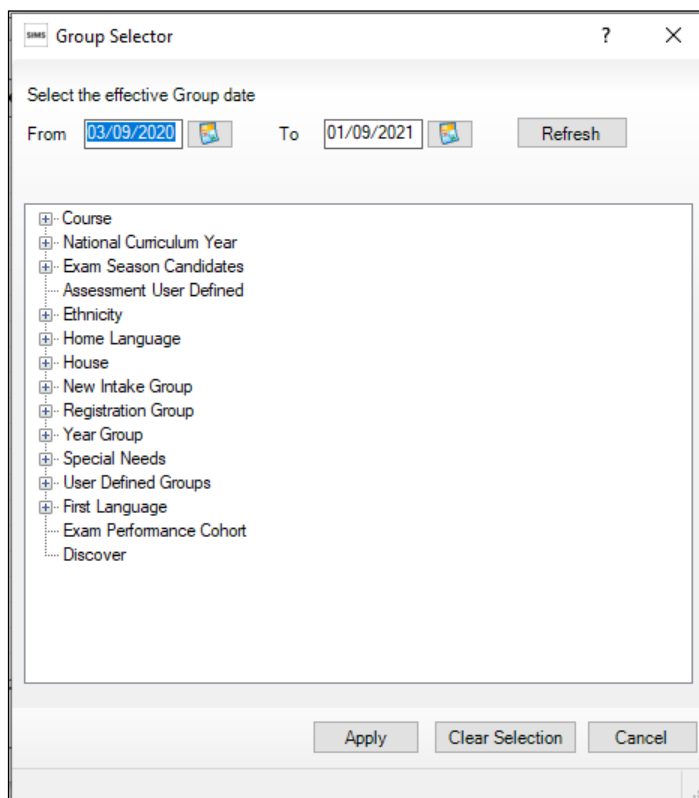 SIMS Group Selector ?
Select the effective Group date
From 03/09/2020 To 01/09/2021 Refresh
Course
National Curriculum Year
Exam Season Candidates
Assessment User Defined
Ethnicity
Home Language
House
New Intake Group
Registration Group
Year Group
Special Needs
User Defined Groups
First Language
Exam Performance Cohort
Discover
Apply Clear Selection Cancel